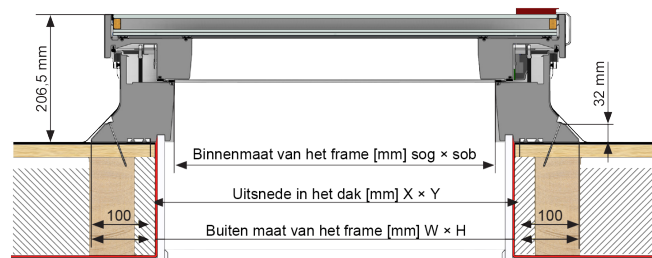 206,5 mm
32 mm
Binnenmaat van het frame [mm] sog × sob
Uitsnede in het dak [mm] X × Y
100
100
Buiten maat van het frame [mm] W × H